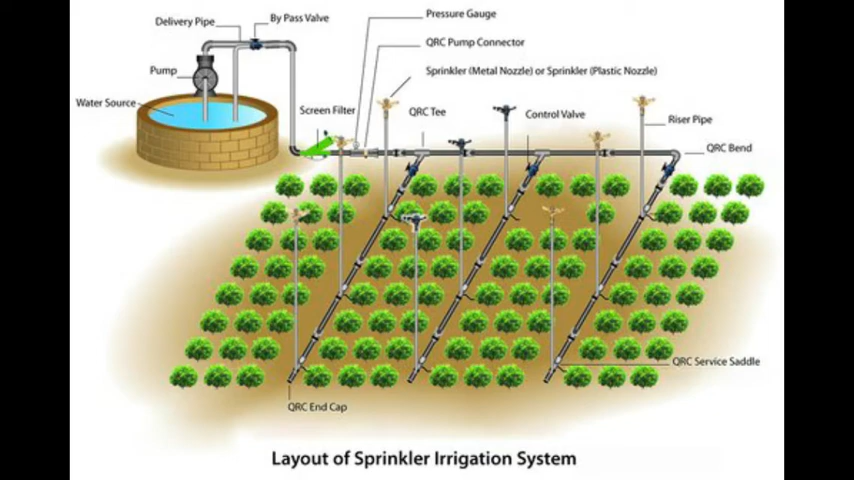 Pressure Gauge
Delivery Pipe
By Pass Valve
QRC Pump Connector
Pump
Sprinkler (Metal Nozzle) or Sprinkler (Plastic Nozzle)
Water Source
Screen Filter
QRC Tee
Control Valve
Riser Pipe
QRC Bend
QRC Service Saddle
QRC End Cap
Layout of Sprinkler Irrigation System